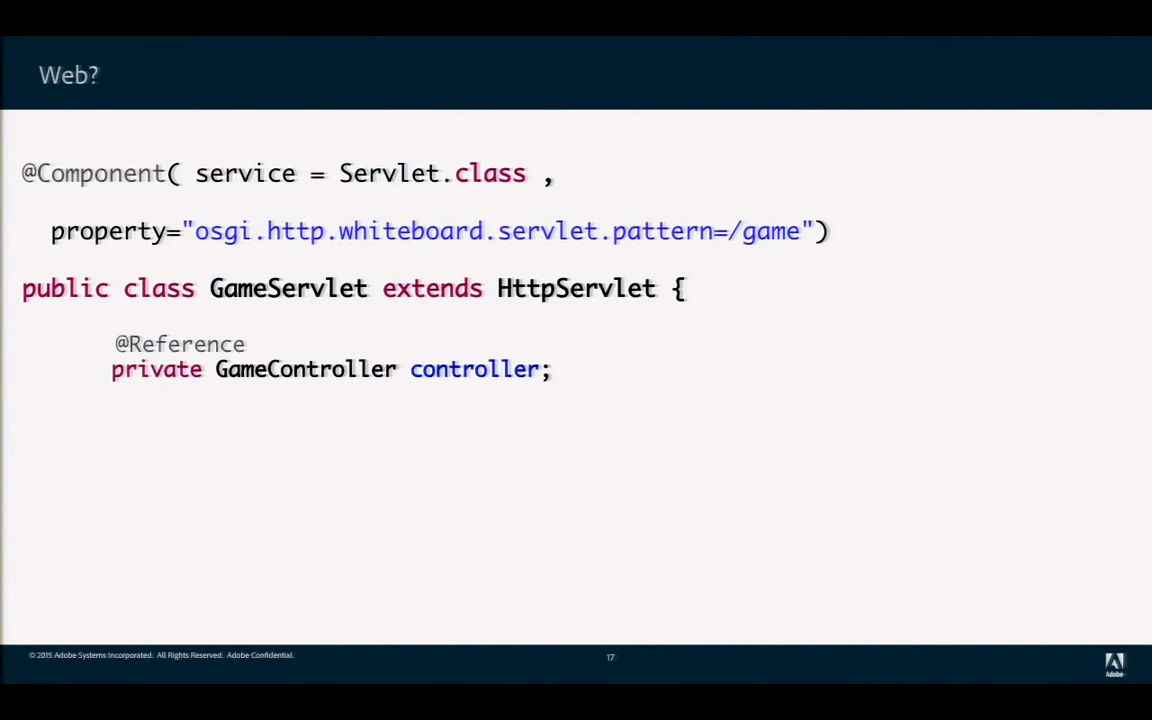 Web?
@Component( service = Servlet.class ,
property="osgi.http.whiteboard.servlet.pattern=/game")
public class GameServlet extends HttpServlet {
@Reference
private GameController controller;
© 2015 Adobe Systems Incorporated. All Rights Reserved. Adobe Confidential.
17
Adobe